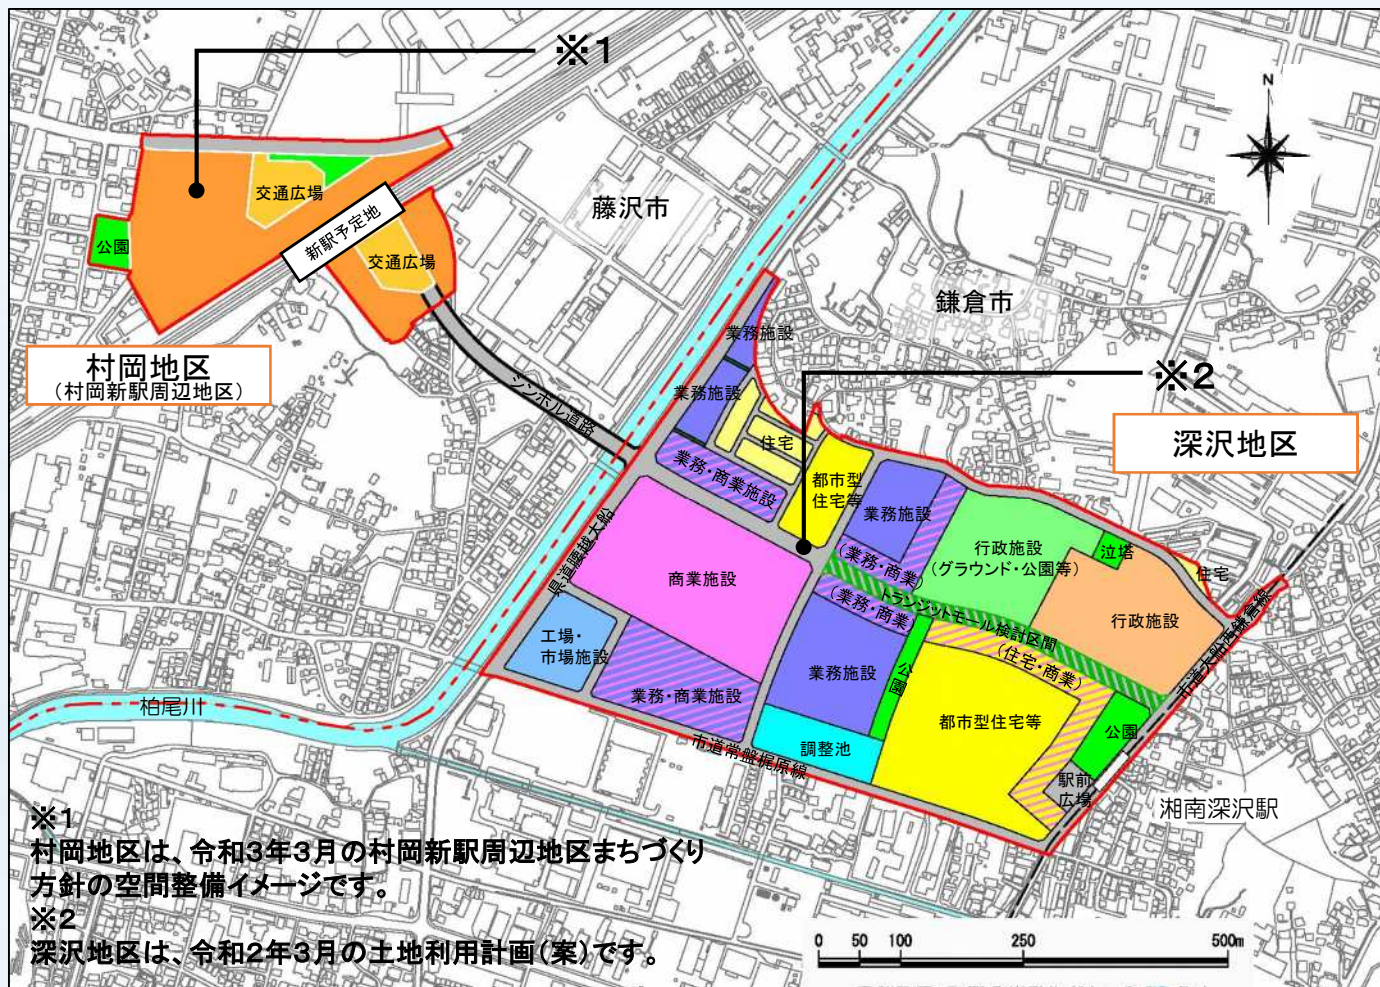 ※1
N
交通広場
藤沢市
新駅予定地
公園
交通広場
鎌倉市
業務施設
村岡地区
(村岡新駅周辺地区)
※2
業務施設
シンボル道路
住宅
深沢地区
業務・商業施設
都市型
住宅等
業務施設
県道腰越大船
行政施設
(グラウンド・公園等)
泣塔
(業務・商業)
商業施設
住宅
(業務・商業)
トランジットモール検討区間
行政施設
工場・
市場施設
(住宅・商業)
市道大船西鎌倉線
業務施設
公園
業務・商業施設
柏尾川
都市型住宅等
公園
市道常盤梶原線
調整池
駅前
広場
湘南深沢駅
※1
村岡地区は、令和3年3月の村岡新駅周辺地区まちづくり
方針の空間整備イメージです。
※2
深沢地区は、令和2年3月の土地利用計画(案)です。
0 50 100 250 500m